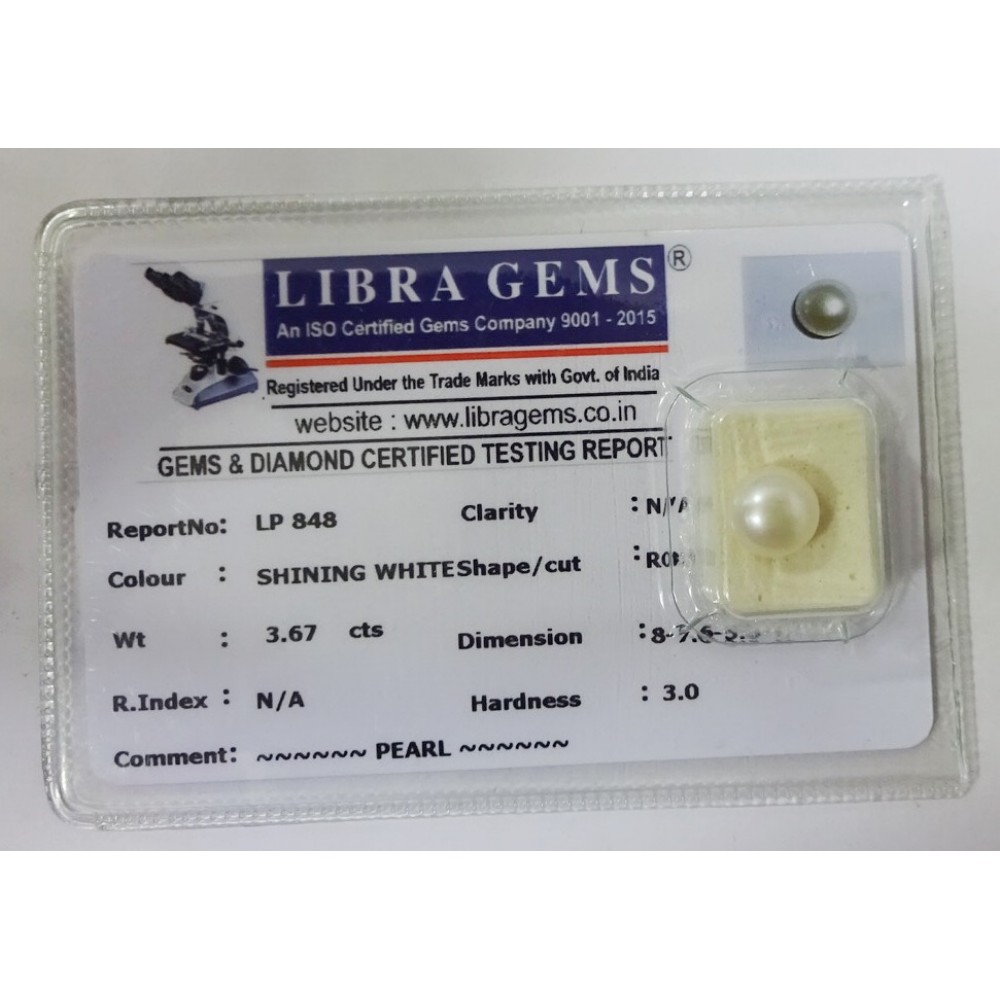 LIBRA GEMS ®
An ISO Certified Gems Company 9001 - 2015
Registered Under the Trade Marks with Govt. of India
website : www.libragems.co.in
GEMS & DIAMOND CERTIFIED TESTING REPORT
ReportNo: LP 848 Clarity : N/A
Colour : SHINING WHITE Shape/cut :
Wt : 3.67 cts Dimension :
R.Index : N/A Hardness : 3.0
Comment: ~~~~~~ PEARL ~~~~~~